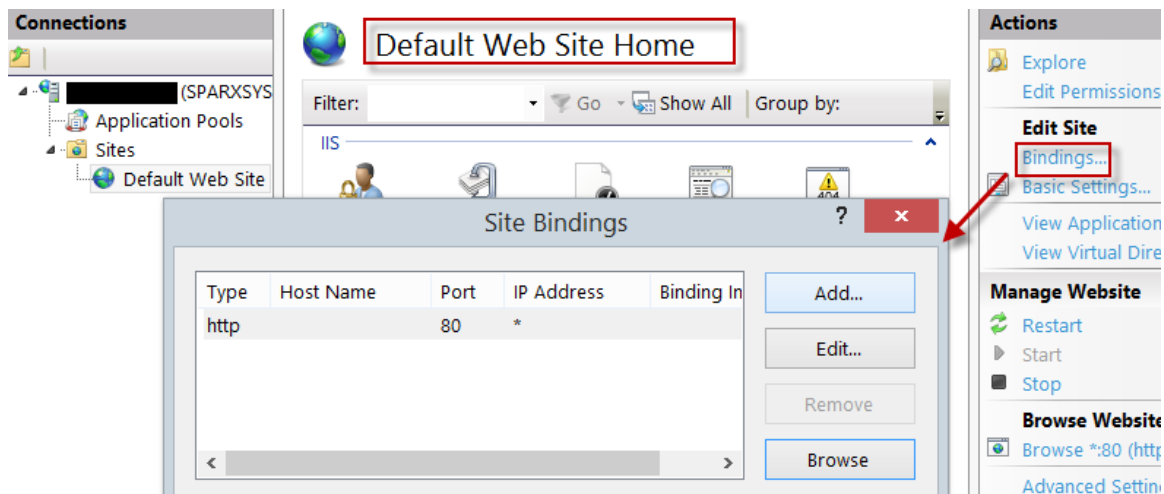 Connections
(SPARXSYS
Application Pools
Sites
Default Web Site
Default Web Site Home
Filter:
Go
Show All
Group by:
IIS
404
Site Bindings
?
x
Type Host Name Port IP Address Binding In
http 80 *
Add...
Edit...
Remove
Browse
Actions
Explore
Edit Permissions
Edit Site
Bindings...
Basic Settings...
View Application
View Virtual Dire
Manage Website
Restart
Start
Stop
Browse Website
Browse *:80 (http
Advanced Setting